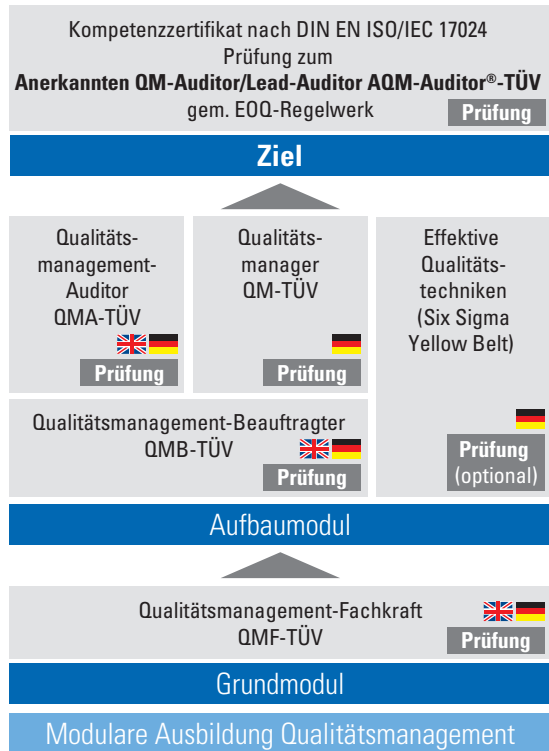 Kompetenzzertifikat nach DIN EN ISO/IEC 17024
Prüfung zum
Anerkannten QM-Auditor/Lead-Auditor AQM-Auditor®-TÜV
gem. EOQ-Regelwerk
Prüfung
Ziel
Qualitäts-
management-
Auditor
QMA-TÜV
Prüfung
Qualitäts-
manager
QM-TÜV
Prüfung
Effektive
Qualitäts-
techniken
(Six Sigma
Yellow Belt)
Prüfung
(optional)
Qualitätsmanagement-Beauftragter
QMB-TÜV
Prüfung
Aufbaumodul
Qualitätsmanagement-Fachkraft
QMF-TÜV
Prüfung
Grundmodul
Modulare Ausbildung Qualitätsmanagement